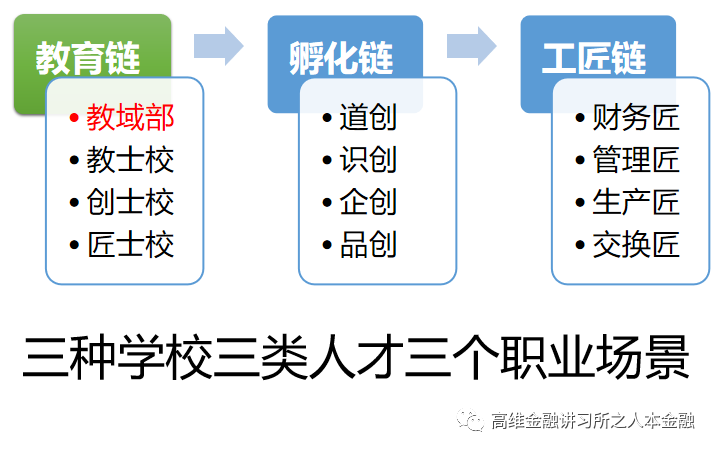 教育链
• 教域部
• 教士校
• 创士校
• 匠士校
孵化链
• 道创
• 识创
• 企创
• 品创
工匠链
• 财务匠
• 管理匠
• 生产匠
• 交换匠
三种学校三类人才三个职业场景
高维金融讲习所之人本金融